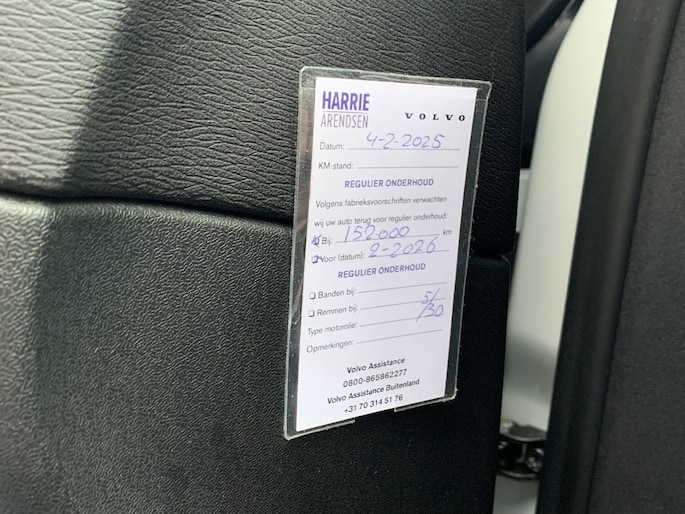 HARRIE
ARENDSEN
VOLVO
Datum: 4-2-2025
KM-stand:
REGULIER ONDERHOUD
Volgens fabrieksvoorschriften verwachten
wij uw auto terug voor regulier onderhoud:
Bij: 152000 km
Voor (datum): 2-2026
REGULIER ONDERHOUD
Banden bij:
Remmen bij: 5/
Type motorolie: /30
Opmerkingen:
Volvo Assistance
0800-865862277
Volvo Assistance Buitenland
+31 70 314 51 76